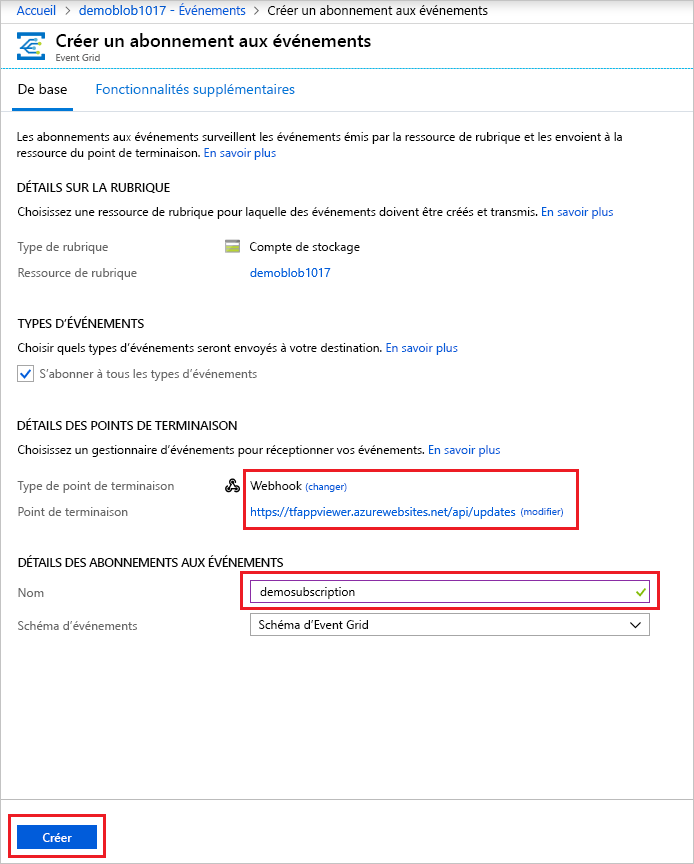 Accueil > demoblob1017 - Événements > Créer un abonnement aux événements
Créer un abonnement aux événements
Event Grid
De base Fonctionnalités supplémentaires
Les abonnements aux événements surveillent les événements émis par la ressource de rubrique et les envoient à la
ressource du point de terminaison. En savoir plus
DÉTAILS SUR LA RUBRIQUE
Choisissez une ressource de rubrique pour laquelle des événements doivent être créés et transmis. En savoir plus
Type de rubrique Compte de stockage
Ressource de rubrique demoblob1017
TYPES D’ÉVÉNEMENTS
Choisir quels types d’événements seront envoyés à votre destination. En savoir plus
S’abonner à tous les types d’événements
DÉTAILS DES POINTS DE TERMINAISON
Choisissez un gestionnaire d’événements pour réceptionner vos événements. En savoir plus
Type de point de terminaison Webhook (changer)
Point de terminaison https://tfappviewer.azurewebsites.net/api/updates (modifier)
DÉTAILS DES ABONNEMENTS AUX ÉVÉNEMENTS
Nom demosubscription
Schéma d’événements Schéma d’Event Grid
Créer